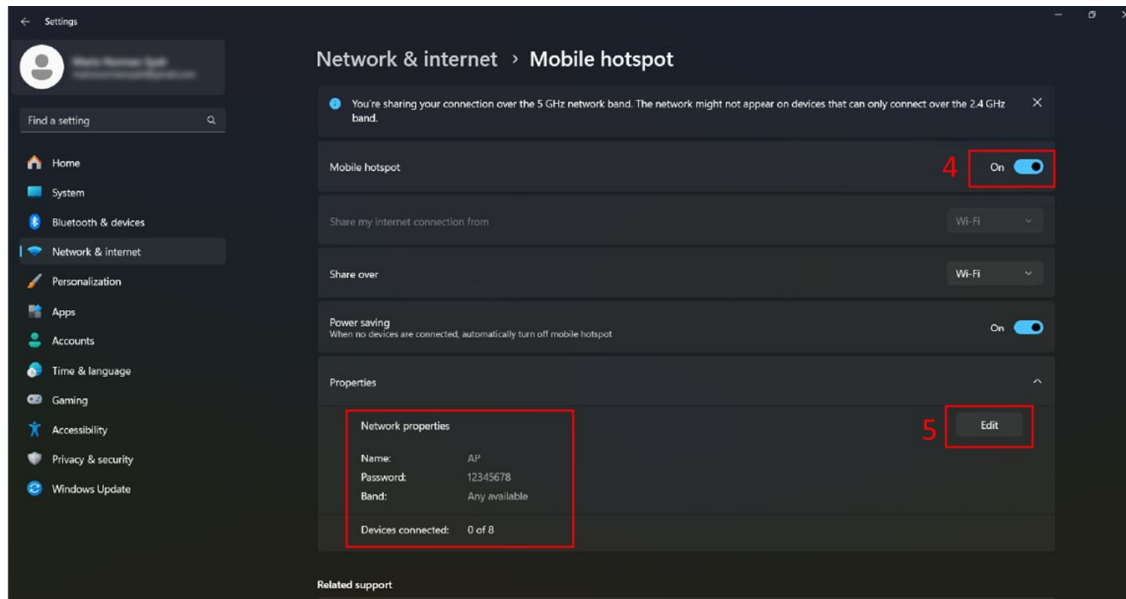 Settings
Find a setting
Home
System
Bluetooth & devices
Network & internet
Personalization
Apps
Accounts
Time & language
Gaming
Accessibility
Privacy & security
Windows Update
Network & internet › Mobile hotspot
You're sharing your connection over the 5 GHz network band. The network might not appear on devices that can only connect over the 2.4 GHz
band.
Mobile hotspot 4 On
Share my internet connection from Wi-Fi
Share over Wi-Fi
Power saving
When no devices are connected, automatically turn off mobile hotspot On
Properties
Network properties 5 Edit
Name: AP
Password: 12345678
Band: Any available
Devices connected: 0 of 8
Related support